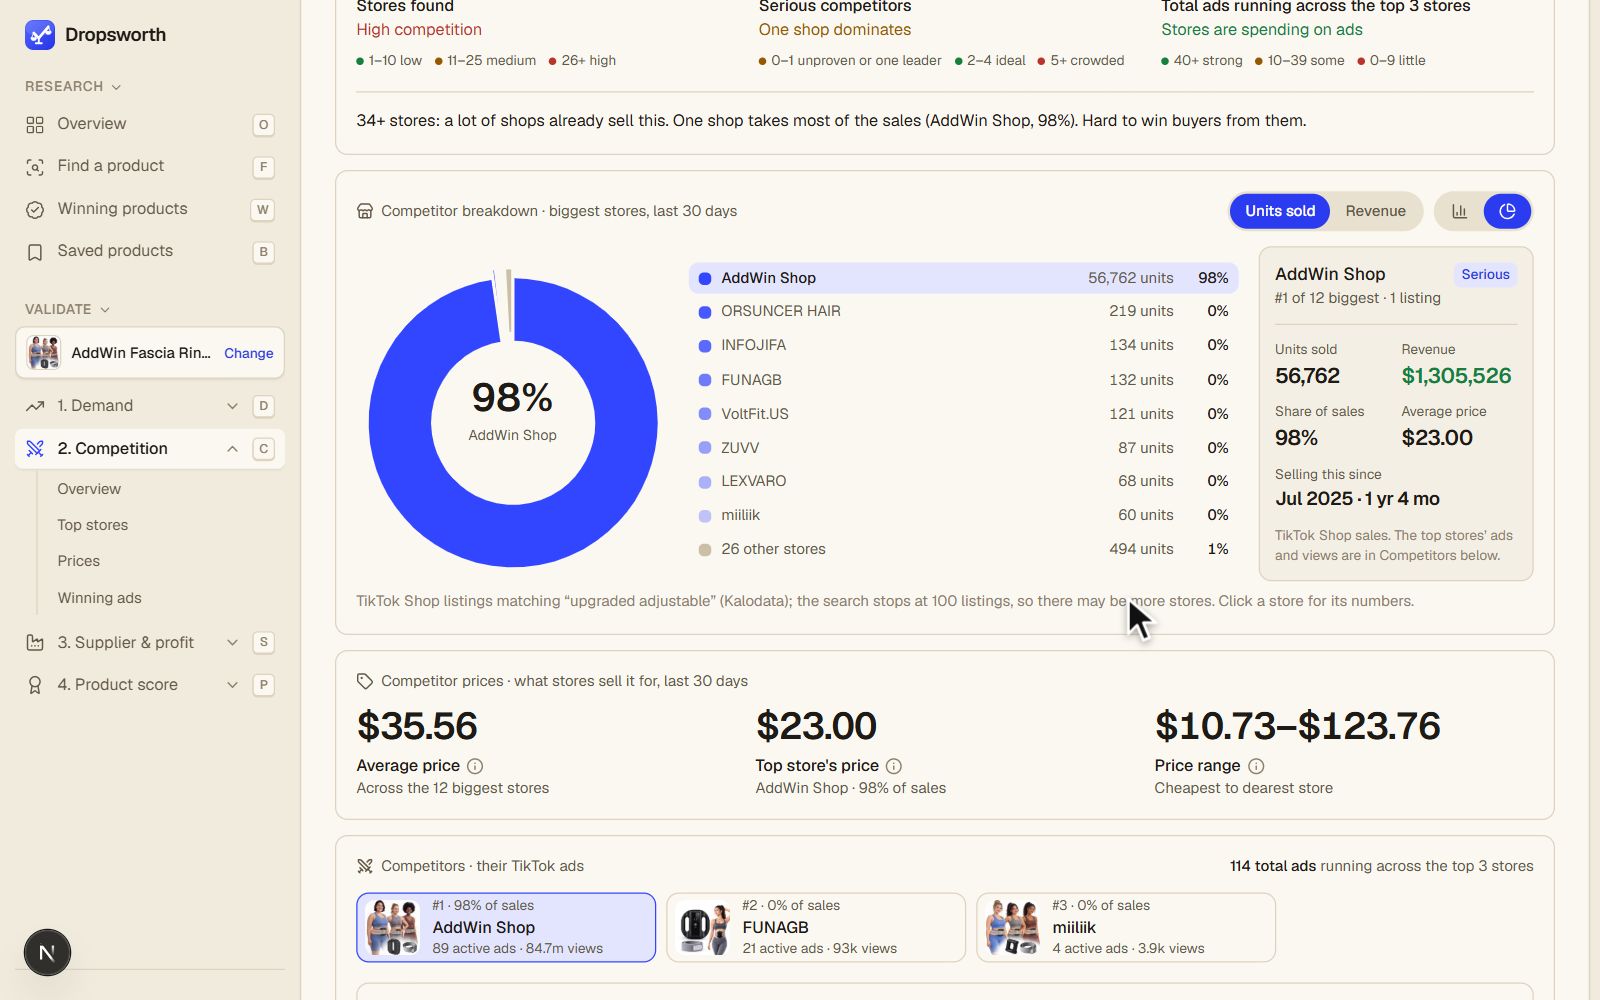 Dropsworth
RESEARCH
Overview O
Find a product F
Winning products W
Saved products B
VALIDATE
AddWin Fascia Rin... Change
1. Demand D
2. Competition C
Overview
Top stores
Prices
Winning ads
3. Supplier & profit S
4. Product score P
N
Stores found
High competition
1–10 low 11–25 medium 26+ high
Serious competitors
One shop dominates
0–1 unproven or one leader 2–4 ideal 5+ crowded
Total ads running across the top 3 stores
Stores are spending on ads
40+ strong 10–39 some 0–9 little
34+ stores: a lot of shops already sell this. One shop takes most of the sales (AddWin Shop, 98%). Hard to win buyers from them.
Competitor breakdown · biggest stores, last 30 days
Units sold Revenue
98%
AddWin Shop
AddWin Shop 56,762 units 98%
ORSUNCER HAIR 219 units 0%
INFOJIFA 134 units 0%
FUNAGB 132 units 0%
VoltFit.US 121 units 0%
ZUVV 87 units 0%
LEXVARO 68 units 0%
miiliik 60 units 0%
26 other stores 494 units 1%
AddWin Shop Serious
#1 of 12 biggest · 1 listing
Units sold Revenue
56,762 $1,305,526
Share of sales Average price
98% $23.00
Selling this since
Jul 2025 · 1 yr 4 mo
TikTok Shop sales. The top stores' ads
and views are in Competitors below.
TikTok Shop listings matching “upgraded adjustable” (Kalodata); the search stops at 100 listings, so there may be more stores. Click a store for its numbers.
Competitor prices · what stores sell it for, last 30 days
$35.56
Average price
Across the 12 biggest stores
$23.00
Top store's price
AddWin Shop · 98% of sales
$10.73–$123.76
Price range
Cheapest to dearest store
Competitors · their TikTok ads
114 total ads running across the top 3 stores
#1 · 98% of sales
AddWin Shop
89 active ads · 84.7m views
#2 · 0% of sales
FUNAGB
21 active ads · 93k views
#3 · 0% of sales
miiliik
4 active ads · 3.9k views